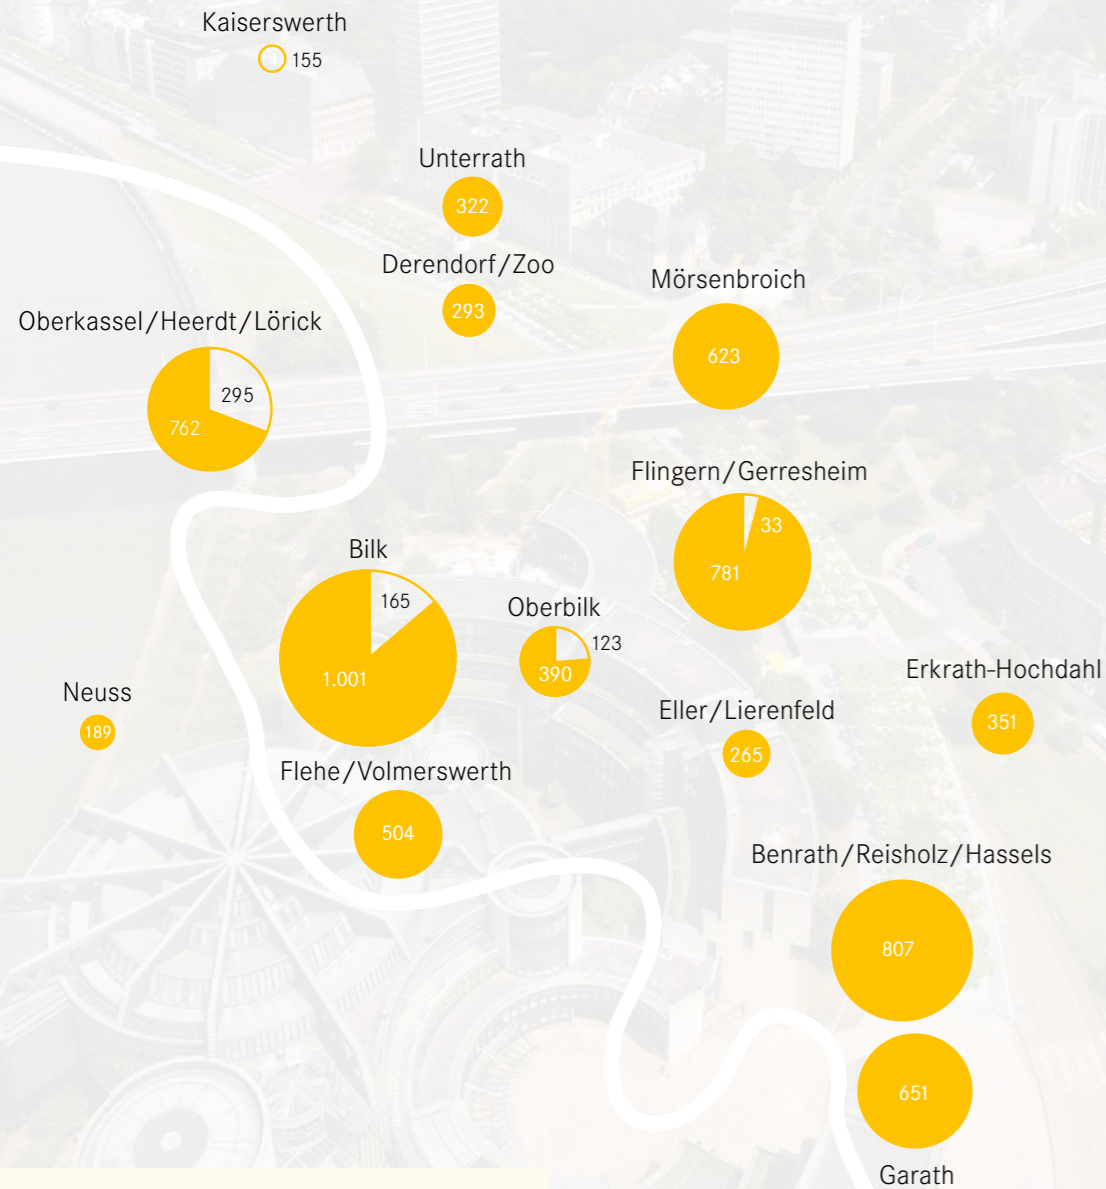 Kaiserswerth
155
Unterrath
322
Derendorf/Zoo
293
Mörsenbroich
623
Oberkassel/Heerdt/Lörick
295
762
Flingern/Gerresheim
33
781
Bilk
165
1.001
Oberbilk
123
390
Erkrath-Hochdahl
351
Neuss
189
Eller/Lierenfeld
265
Flehe/Volmerswerth
504
Benrath/Reisholz/Hassels
807
651
Garath